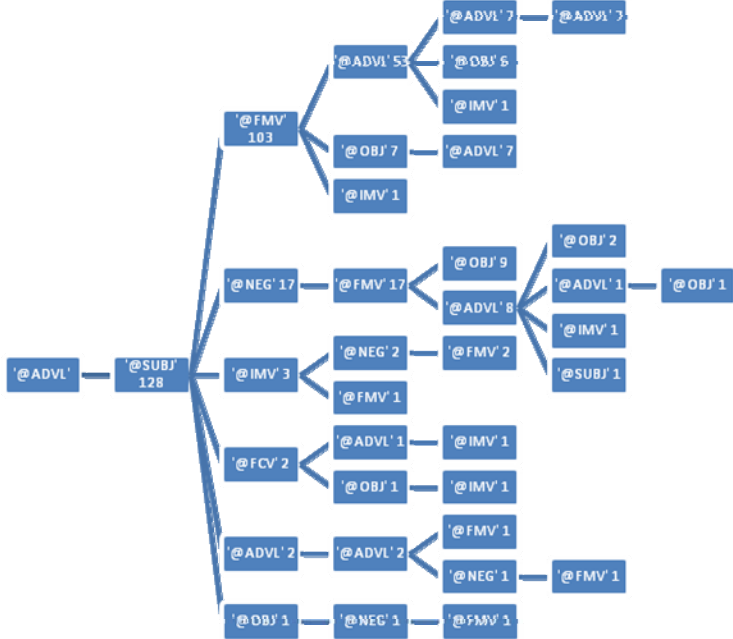 '@ADVL' 7
'@ADVL' 7
'@ADVL' 53
'@OBJ' 6
'@IMV' 1
'@FMV'
103
'@OBJ' 7
'@ADVL' 7
'@IMV' 1
'@OBJ' 2
'@OBJ' 9
'@NEG' 17
'@FMV' 17
'@ADVL' 1
'@OBJ' 1
'@ADVL' 8
'@IMV' 1
'@NEG' 2
'@FMV' 2
'@ADVL'
'@SUBJ'
128
'@IMV' 3
'@SUBJ' 1
'@FMV' 1
'@ADVL' 1
'@IMV' 1
'@FCV' 2
'@OBJ' 1
'@IMV' 1
'@FMV' 1
'@ADVL' 2
'@ADVL' 2
'@NEG' 1
'@FMV' 1
'@OBJ' 1
'@NEG' 1
'@FMV' 1